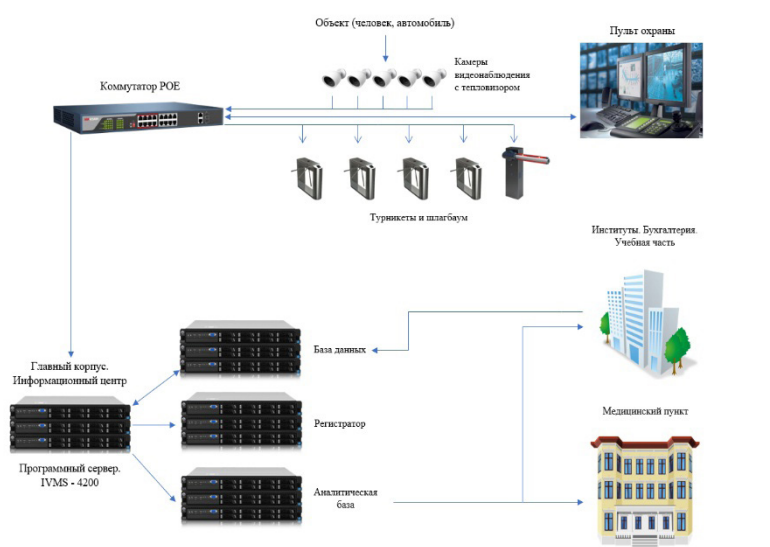 Объект (человек, автомобиль)
Пульт охраны
Камеры
видеонаблюдения
с тепловизором
Коммутатор POE
Турникеты и шлагбаум
Институты. Бухгалтерия.
Учебная часть
База данных
Главный корпус.
Информационный центр
Медицинский пункт
Регистратор
Программный сервер.
IVMS - 4200
Аналитическая
база